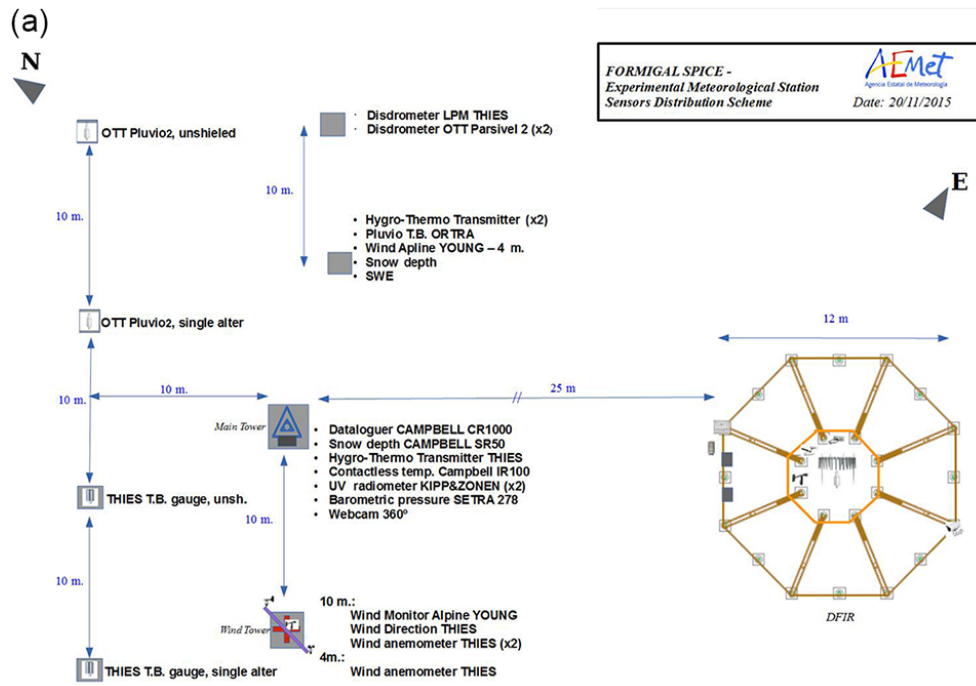 (a)
N
FORMIGAL SPICE -
Experimental Meteorological Station
Sensors Distribution Scheme
AEMet
Agencia Estatal de Meteorología
Date: 20/11/2015
OTT Pluvio2, unshieled
· Disdrometer LPM THIES
· Disdrometer OTT Parsivel 2 (x2)
10 m.
10 m.
E
• Hygro-Thermo Transmitter (x2)
• Pluvio T.B. ORTRA
• Wind Apline YOUNG – 4 m.
• Snow depth
• SWE
OTT Pluvio2, single alter
12 m
10 m.
10 m.
25 m
//
Main Tower
• Dataloguer CAMPBELL CR1000
• Snow depth CAMPBELL SR50
• Hygro-Thermo Transmitter THIES
• Contactless temp. Campbell IR100
• UV radiometer KIPP&ZONEN (x2)
• Barometric pressure SETRA 278
• Webcam 360º
THIES T.B. gauge, unsh.
10 m.
10 m.
Wind Tower
10 m.:
Wind Monitor Alpine YOUNG
Wind Direction THIES
Wind anemometer THIES (x2)
4m.:
Wind anemometer THIES
THIES T.B. gauge, single alter
DFIR